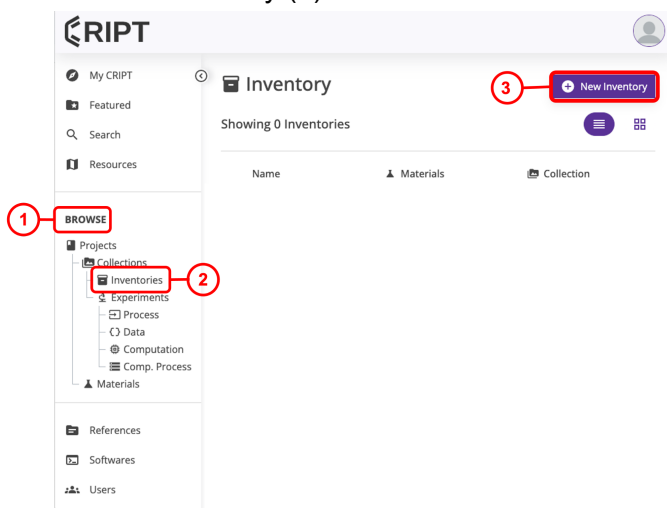 CRIPT
My CRIPT
Featured
Search
Resources
1
BROWSE
Projects
Collections
Inventories
2
Experiments
Process
Data
Computation
Comp. Process
Materials
References
Softwares
Users
Inventory
3
New Inventory
Showing 0 Inventories
Name Materials Collection